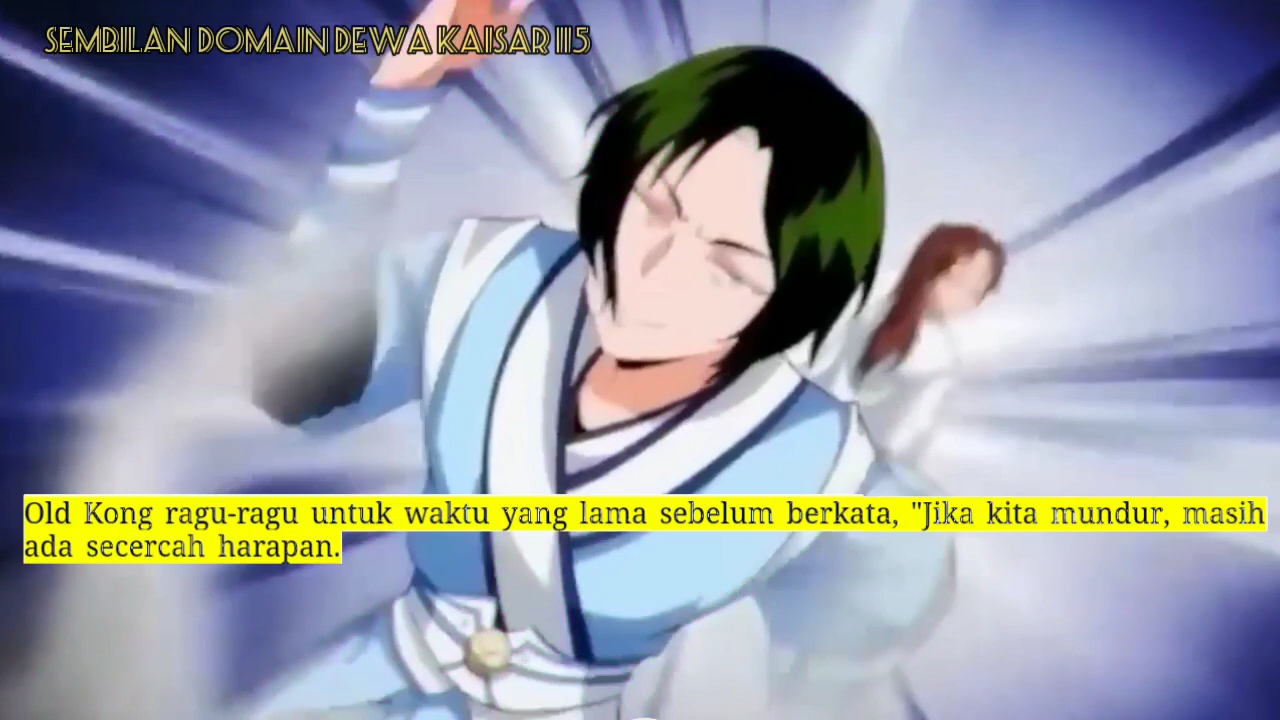 SEMBILAN DOMAIN DEWA KAISAR 115
Old Kong ragu-ragu untuk waktu yang lama sebelum berkata, "Jika kita mundur, masih
ada secercah harapan.